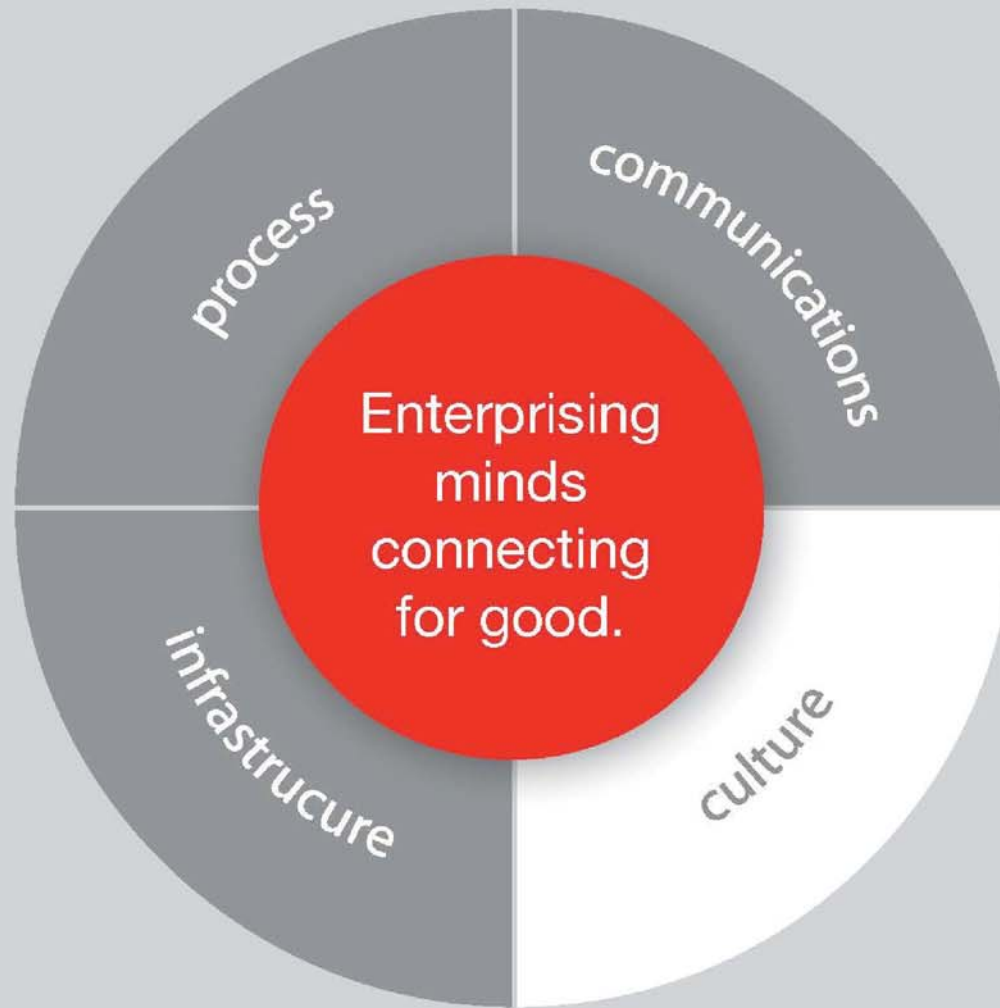 process
communications
Enterprising
minds
connecting
for good.
infrastrucure
culture